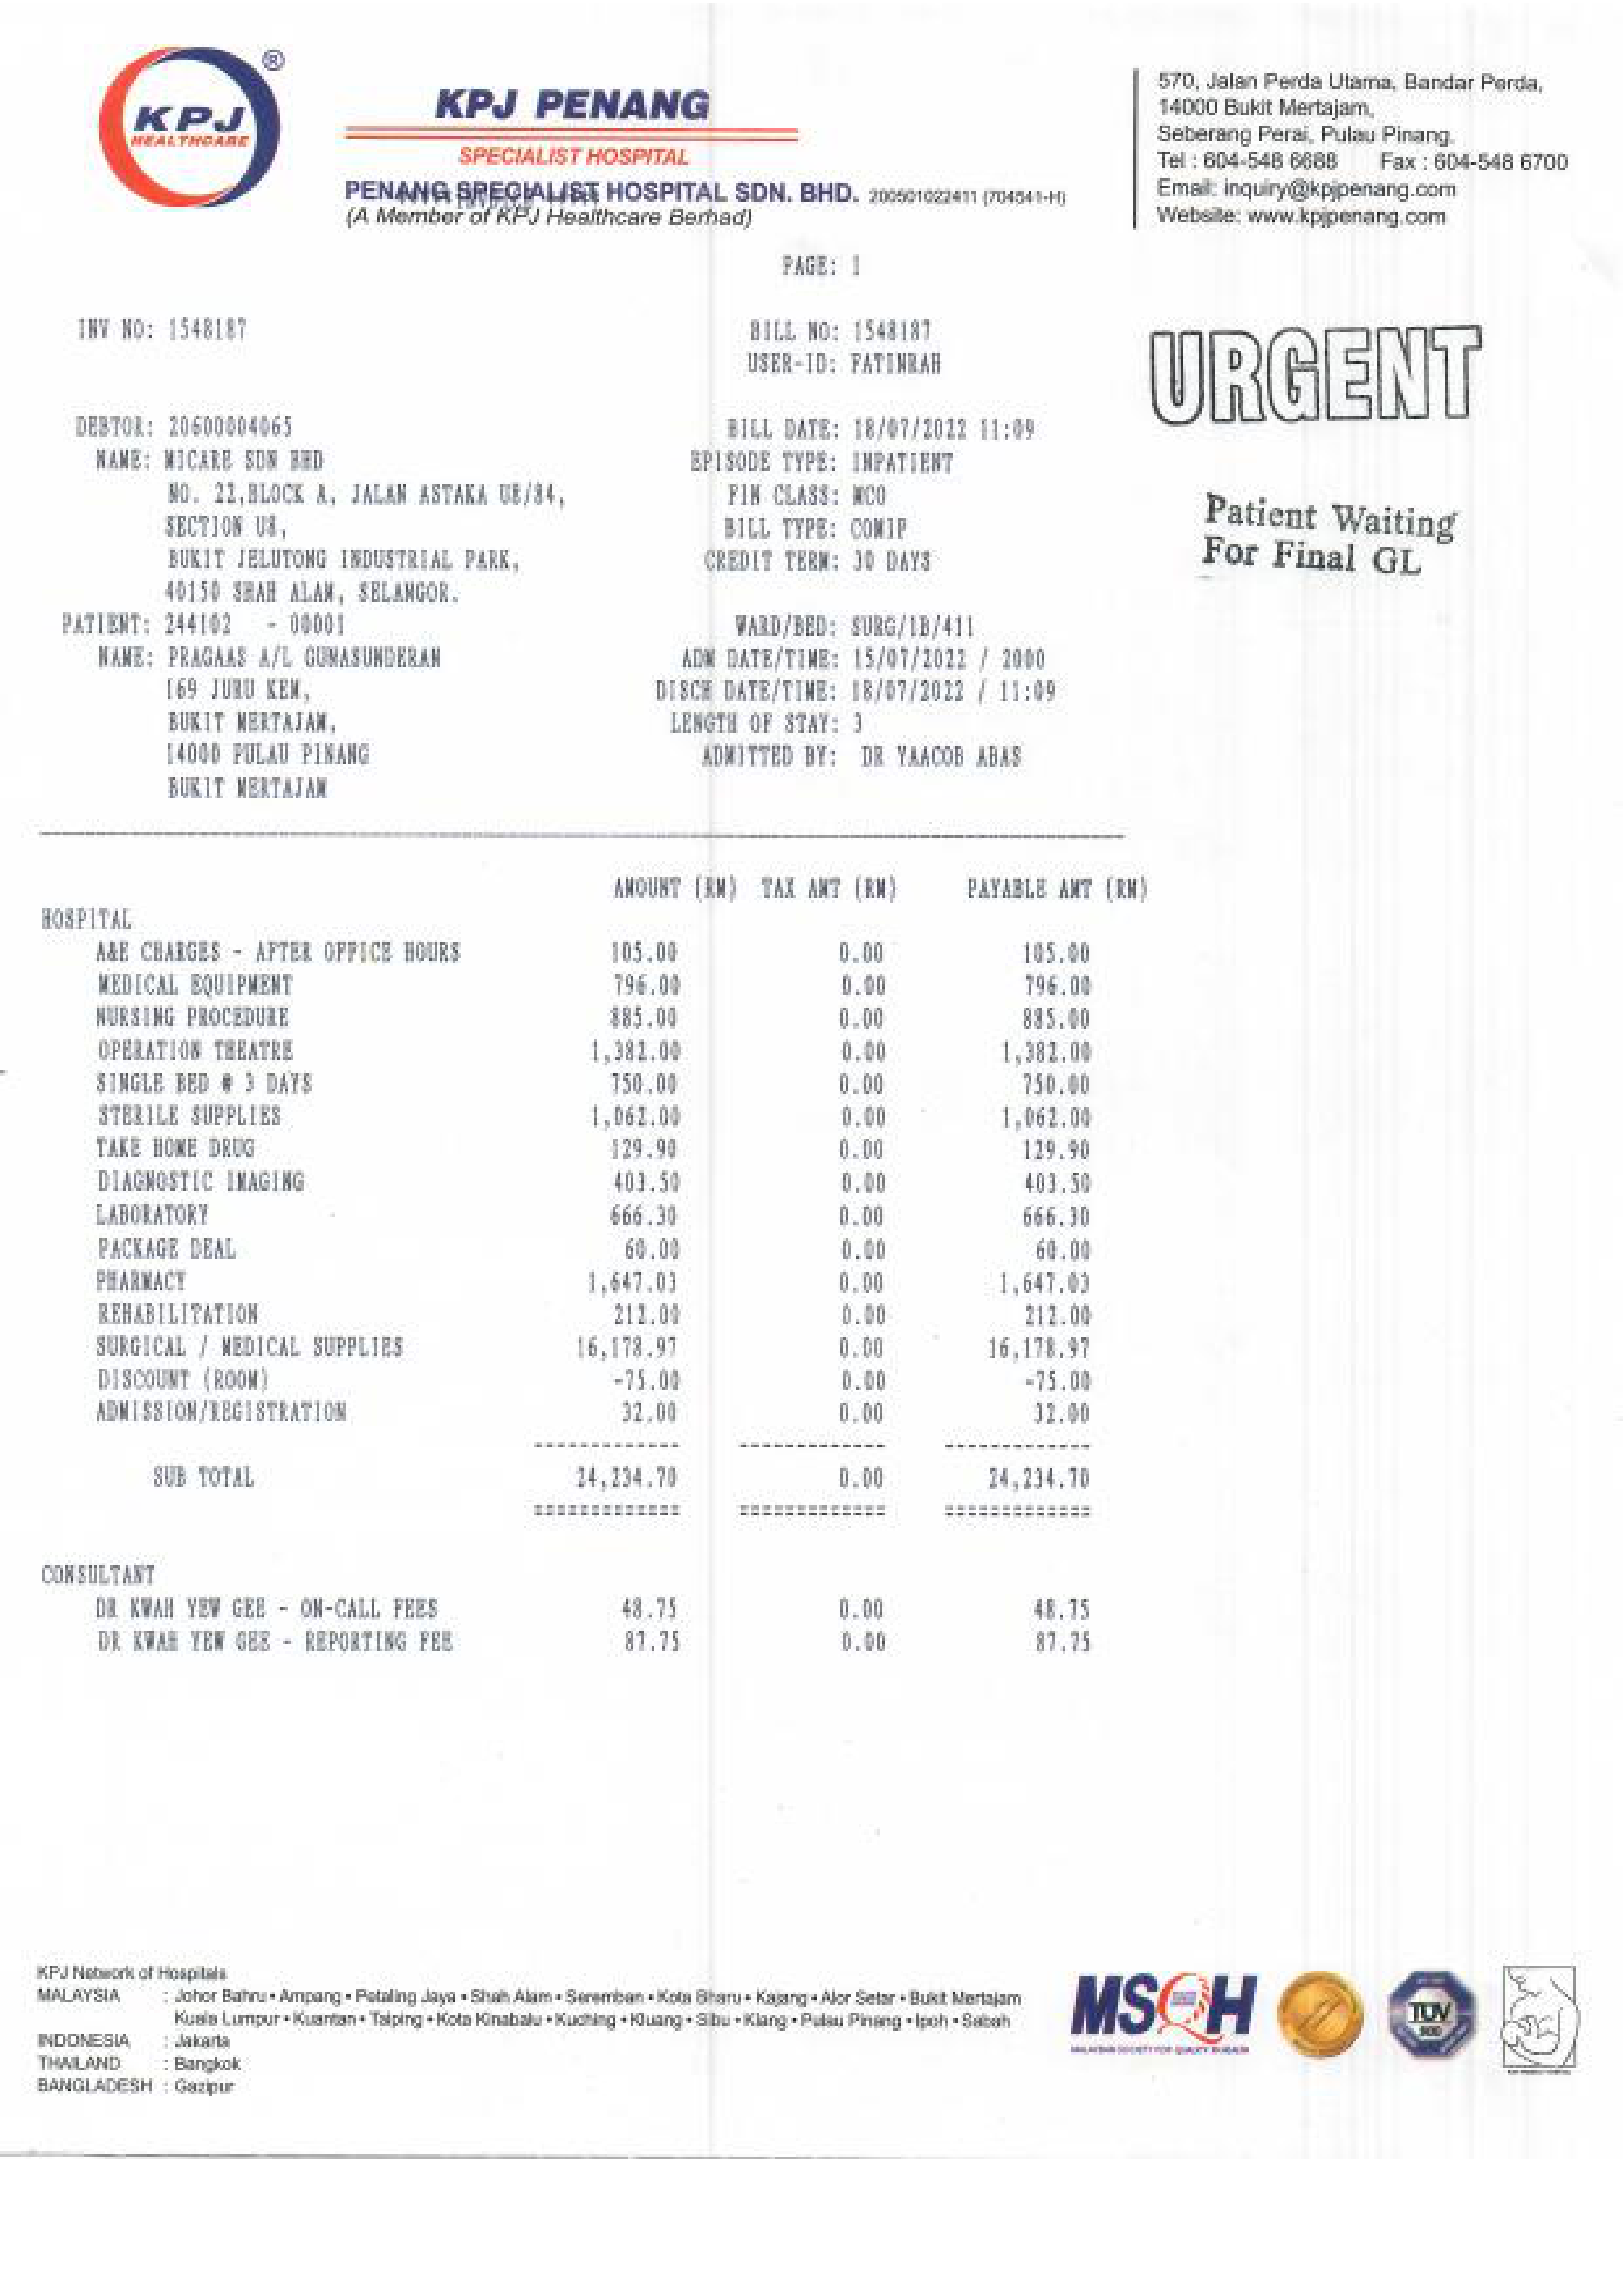 KPJ
HEALTHCARE
®
KPJ PENANG
SPECIALIST HOSPITAL
PENANG SPECIALIST HOSPITAL SDN. BHD. 200501022411 (704541-H)
(A Member of KPJ Healthcare Berhad)
570, Jalan Perda Utama, Bandar Perda,
14000 Bukit Mertajam,
Seberang Perai, Pulau Pinang.
Tel : 604-548 6688 Fax : 604-548 6700
Email: inquiry@kpjpenang.com
Website: www.kpjpenang.com
PAGE: 1
INV NO: 1548187 BILL NO: 1548187
USER-ID: FATINRAH
URGENT
DEBTOR: 20600004065 BILL DATE: 18/07/2022 11:09
NAME: MICARE SDN BHD EPISODE TYPE: INPATIENT
NO. 22,BLOCK A, JALAN ASTAKA U8/84, FIN CLASS: MCO
SECTION U8, BILL TYPE: COMIP
BUKIT JELUTONG INDUSTRIAL PARK, CREDIT TERM: 30 DAYS
40150 SHAH ALAM, SELANGOR.
Patient Waiting
For Final GL
PATIENT: 244102 - 00001 WARD/BED: SURG/1B/411
NAME: PRAGAAS A/L GUNASUNDERAN ADM DATE/TIME: 15/07/2022 / 2000
169 JURU KEM, DISCH DATE/TIME: 18/07/2022 / 11:09
BUKIT MERTAJAM, LENGTH OF STAY: 3
14000 PULAU PINANG ADMITTED BY: DR YAACOB ABAS
BUKIT MERTAJAM
AMOUNT (RM) TAX AMT (RM) PAYABLE AMT (RM)
HOSPITAL
A&E CHARGES - AFTER OFFICE HOURS 105.00 0.00 105.00
MEDICAL EQUIPMENT 796.00 0.00 796.00
NURSING PROCEDURE 885.00 0.00 885.00
OPERATION THEATRE 1,382.00 0.00 1,382.00
SINGLE BED @ 3 DAYS 750.00 0.00 750.00
STERILE SUPPLIES 1,062.00 0.00 1,062.00
TAKE HOME DRUG 129.90 0.00 129.90
DIAGNOSTIC IMAGING 403.50 0.00 403.50
LABORATORY 666.30 0.00 666.30
PACKAGE DEAL 60.00 0.00 60.00
PHARMACY 1,647.03 0.00 1,647.03
REHABILITATION 212.00 0.00 212.00
SURGICAL / MEDICAL SUPPLIES 16,178.97 0.00 16,178.97
DISCOUNT (ROOM) -75.00 0.00 -75.00
ADMISSION/REGISTRATION 32.00 0.00 32.00
SUB TOTAL 24,234.70 0.00 24,234.70
CONSULTANT
DR KWAH YEW GEE - ON-CALL FEES 48.75 0.00 48.75
DR KWAH YEW GEE - REPORTING FEE 87.75 0.00 87.75
KPJ Network of Hospitals
MALAYSIA : Johor Bahru • Ampang • Petaling Jaya • Shah Alam • Seremban • Kota Bharu • Kajang • Alor Setar • Bukit Mertajam
Kuala Lumpur • Kuantan • Taiping • Kota Kinabalu • Kuching • Kluang • Sibu • Klang • Pulau Pinang • Ipoh • Sabah
INDONESIA : Jakarta
THAILAND : Bangkok
BANGLADESH : Gazipur
MSQH
MALAYSIAN SOCIETY FOR QUALITY IN HEALTH
TUV